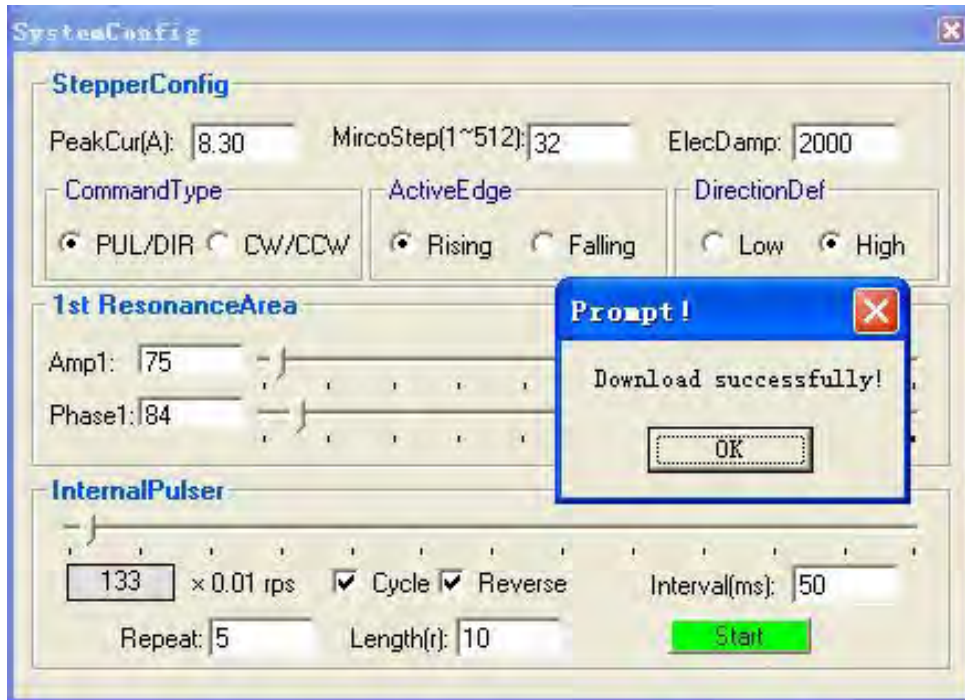 SystemConfig
StepperConfig
PeakCur(A): 8.30 MircoStep(1~512): 32 ElecDamp: 2000
CommandType ActiveEdge DirectionDef
PUL/DIR CW/CCW Rising Falling Low High
1st ResonanceArea
Amp1: 75
Phase1: 84
Prompt!
Download successfully!
OK
InternalPulser
133 × 0.01 rps Cycle Reverse Interval(ms): 50
Repeat: 5 Length(r): 10 Start